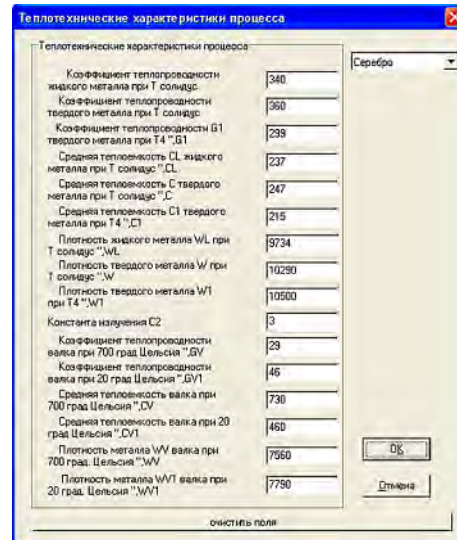 Теплотехнические характеристики процесса
Теплотехнические характеристики процесса
Серебро
Коэффициент теплопроводности
жидкого металла при Т солидус
340
Коэффициент теплопроводности
твердого металла при Т солидус
360
Коэффициент теплопроводности G1
твердого металла при Т4 ",G1
299
Средняя теплоемкость CL жидкого
металла при Т солидус ",CL
237
Средняя теплоемкость С твердого
металла при Т солидус ",С
247
Средняя теплоемкость С1 твердого
металла при Т4 ",С1
215
Плотность жидкого металла WL при
Т солидус ",WL
9734
Плотность твердого металла W при
Т солидус ",W
10290
Плотность твердого металла W1
при Т4 ",W1
10500
Константа излучения С2
3
Коэффициент теплопроводности
валка при 700 град Цельсия ",GV
29
Коэффициент теплопроводности
валка при 20 град Цельсия ",GV1
46
Средняя теплоемкость валка при
700 град Цельсия ",CV
730
Средняя теплоемкость валка при 20
град Цельсия ",CV1
460
Плотность металла WV валка при
700 град. Цельсия ",WV
7560
Плотность металла WV1 валка при
20 град. Цельсия ",WV1
7790
OK
Отмена
очистить поля